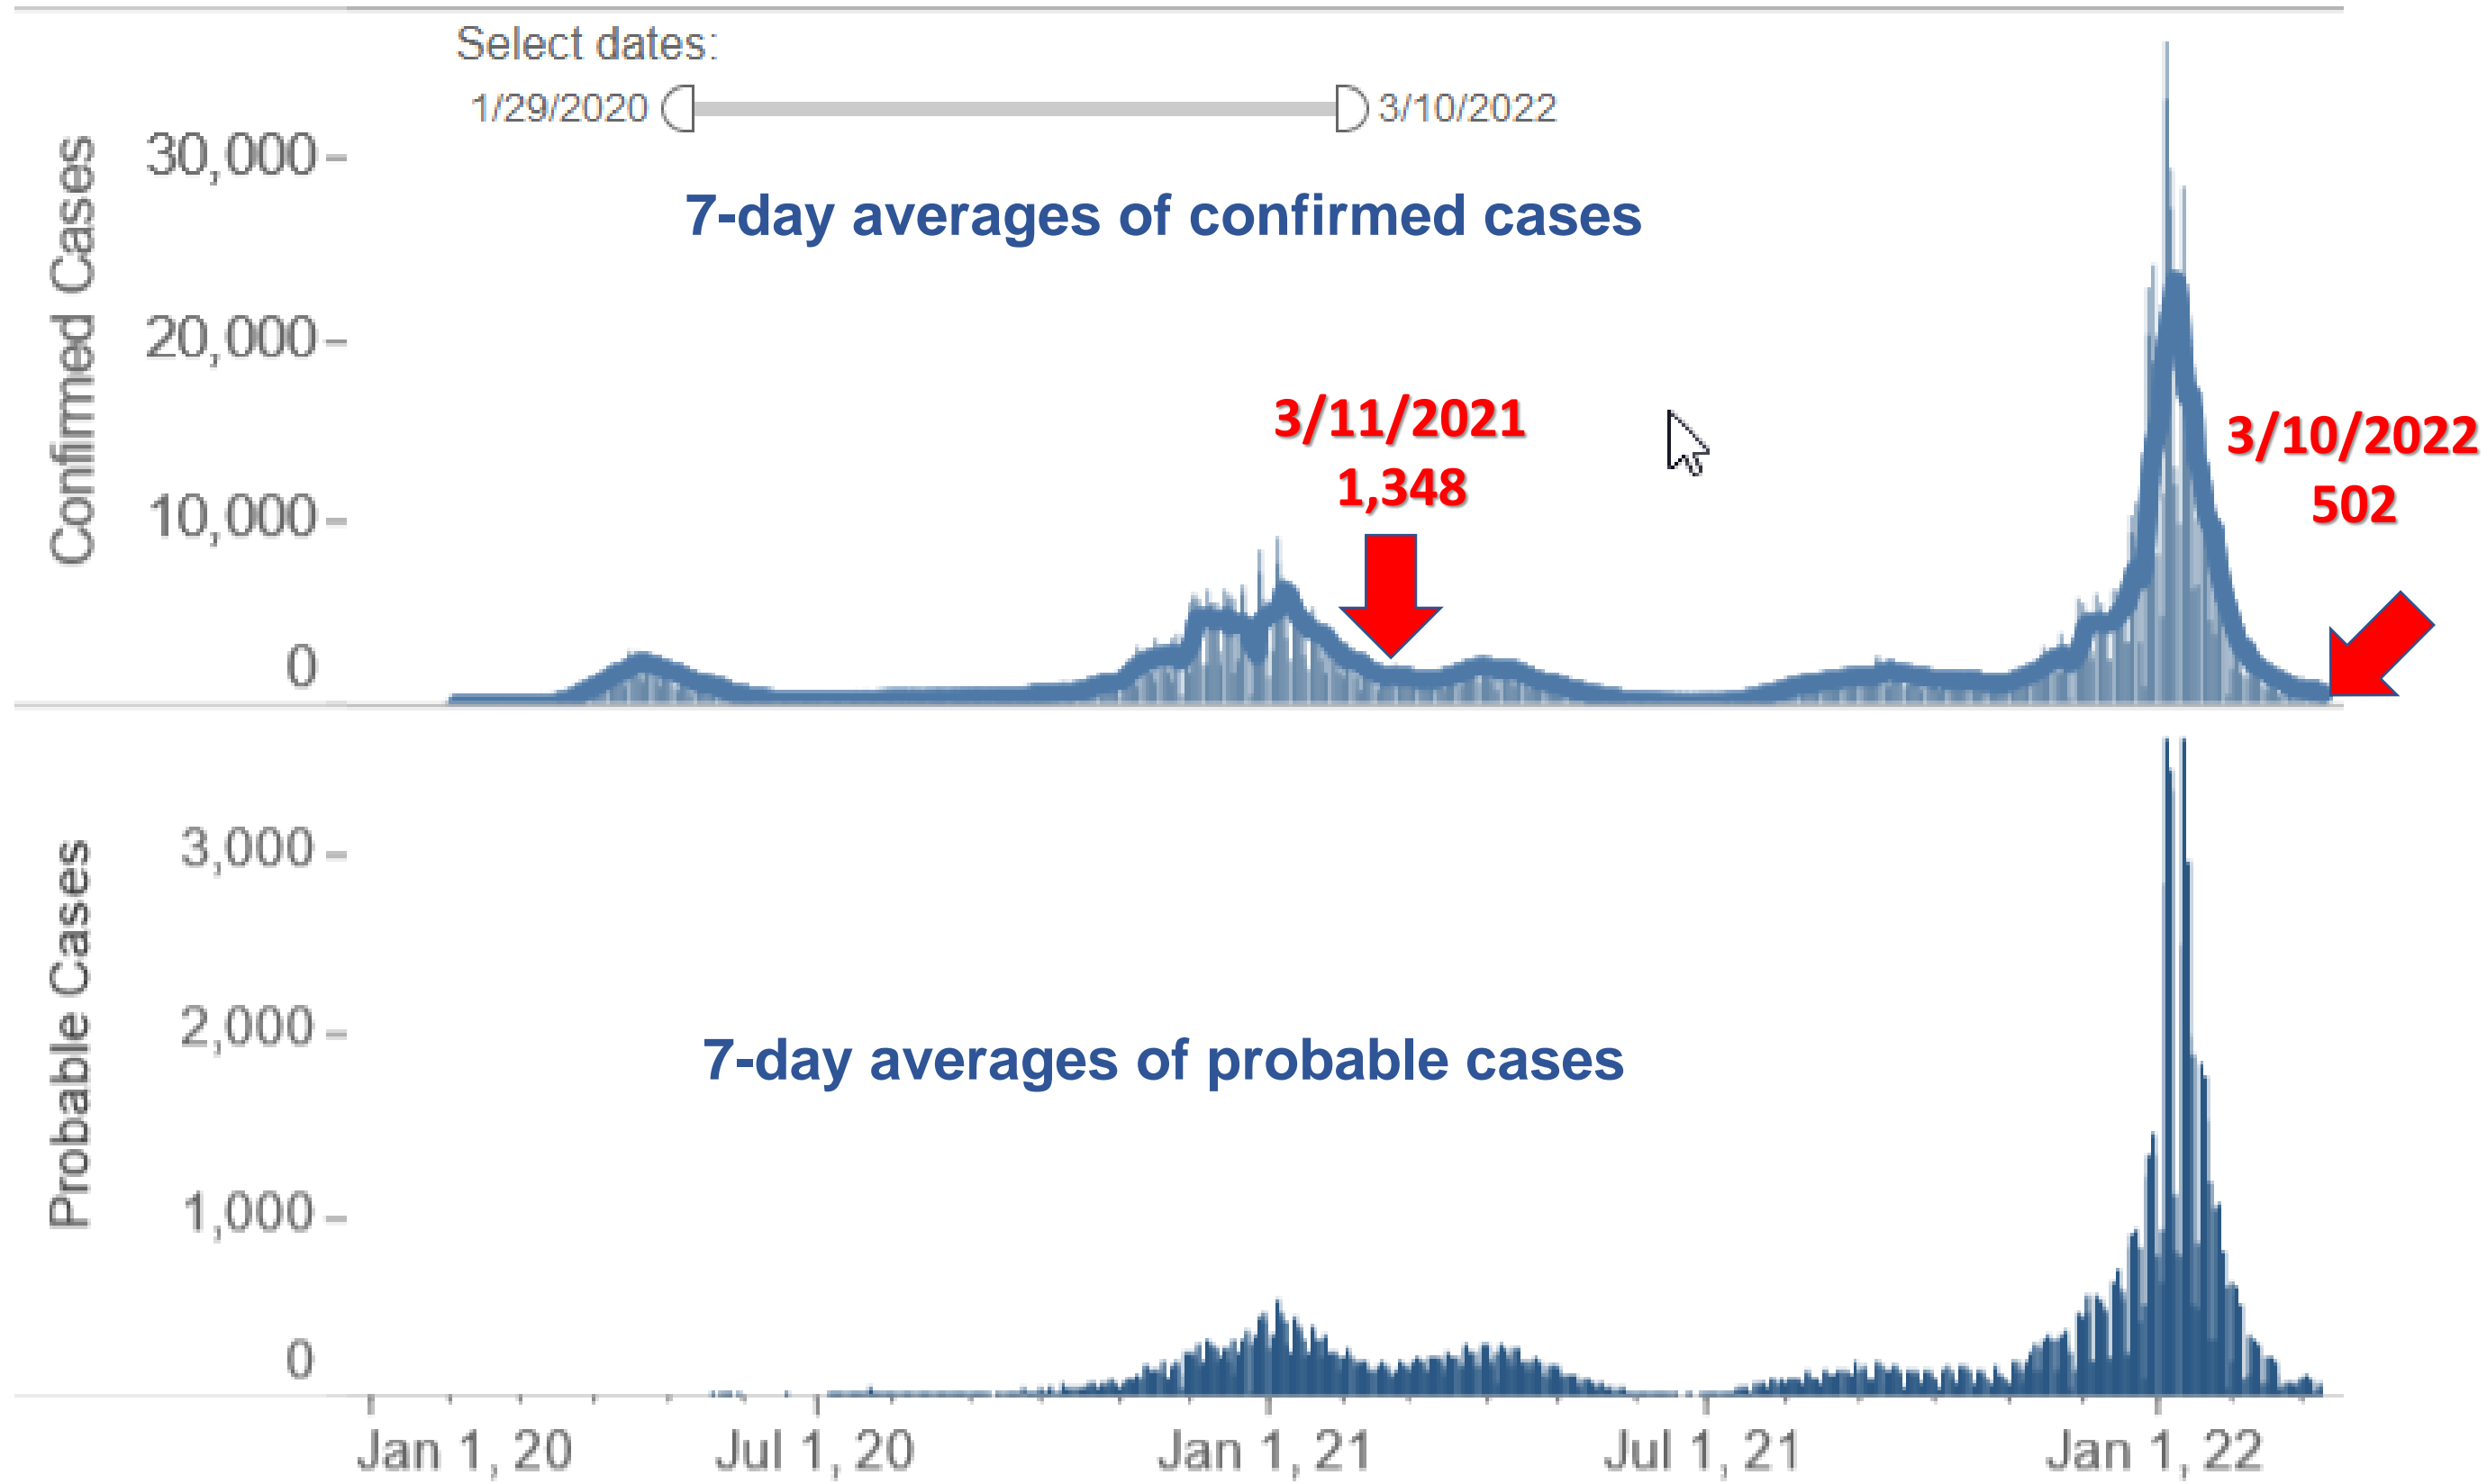 Select dates:
1/29/2020 3/10/2022
Confirmed Cases
30,000
20,000
10,000
0
7-day averages of confirmed cases
3/11/2021
1,348
3/10/2022
502
Probable Cases
3,000
2,000
1,000
0
7-day averages of probable cases
Jan 1, 20 Jul 1, 20 Jan 1, 21 Jul 1, 21 Jan 1, 22